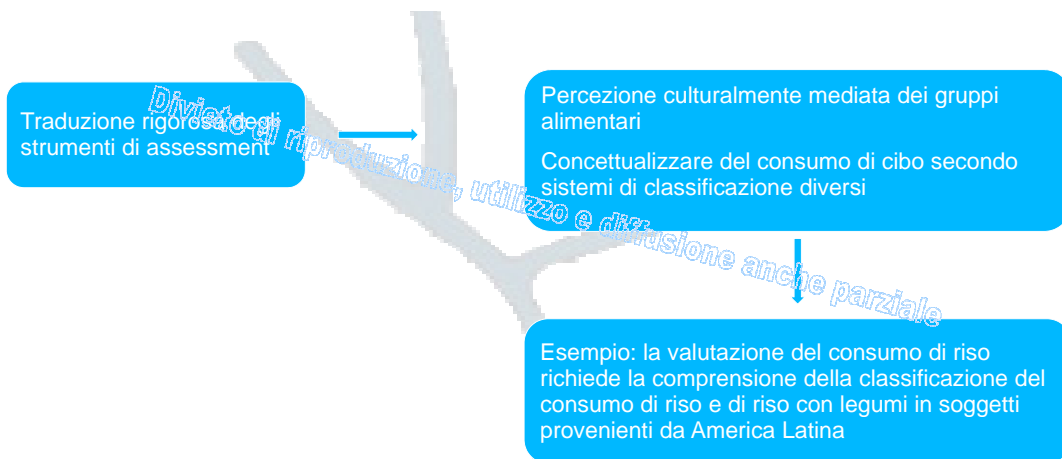 Traduzione rigorosa degli
strumenti di assessment
Divieto di riproduzione, utilizzo e diffusione anche parziale
Percezione culturalmente mediata dei gruppi
alimentari
Concettualizzare del consumo di cibo secondo
sistemi di classificazione diversi
Esempio: la valutazione del consumo di riso
richiede la comprensione della classificazione del
consumo di riso e di riso con legumi in soggetti
provenienti da America Latina